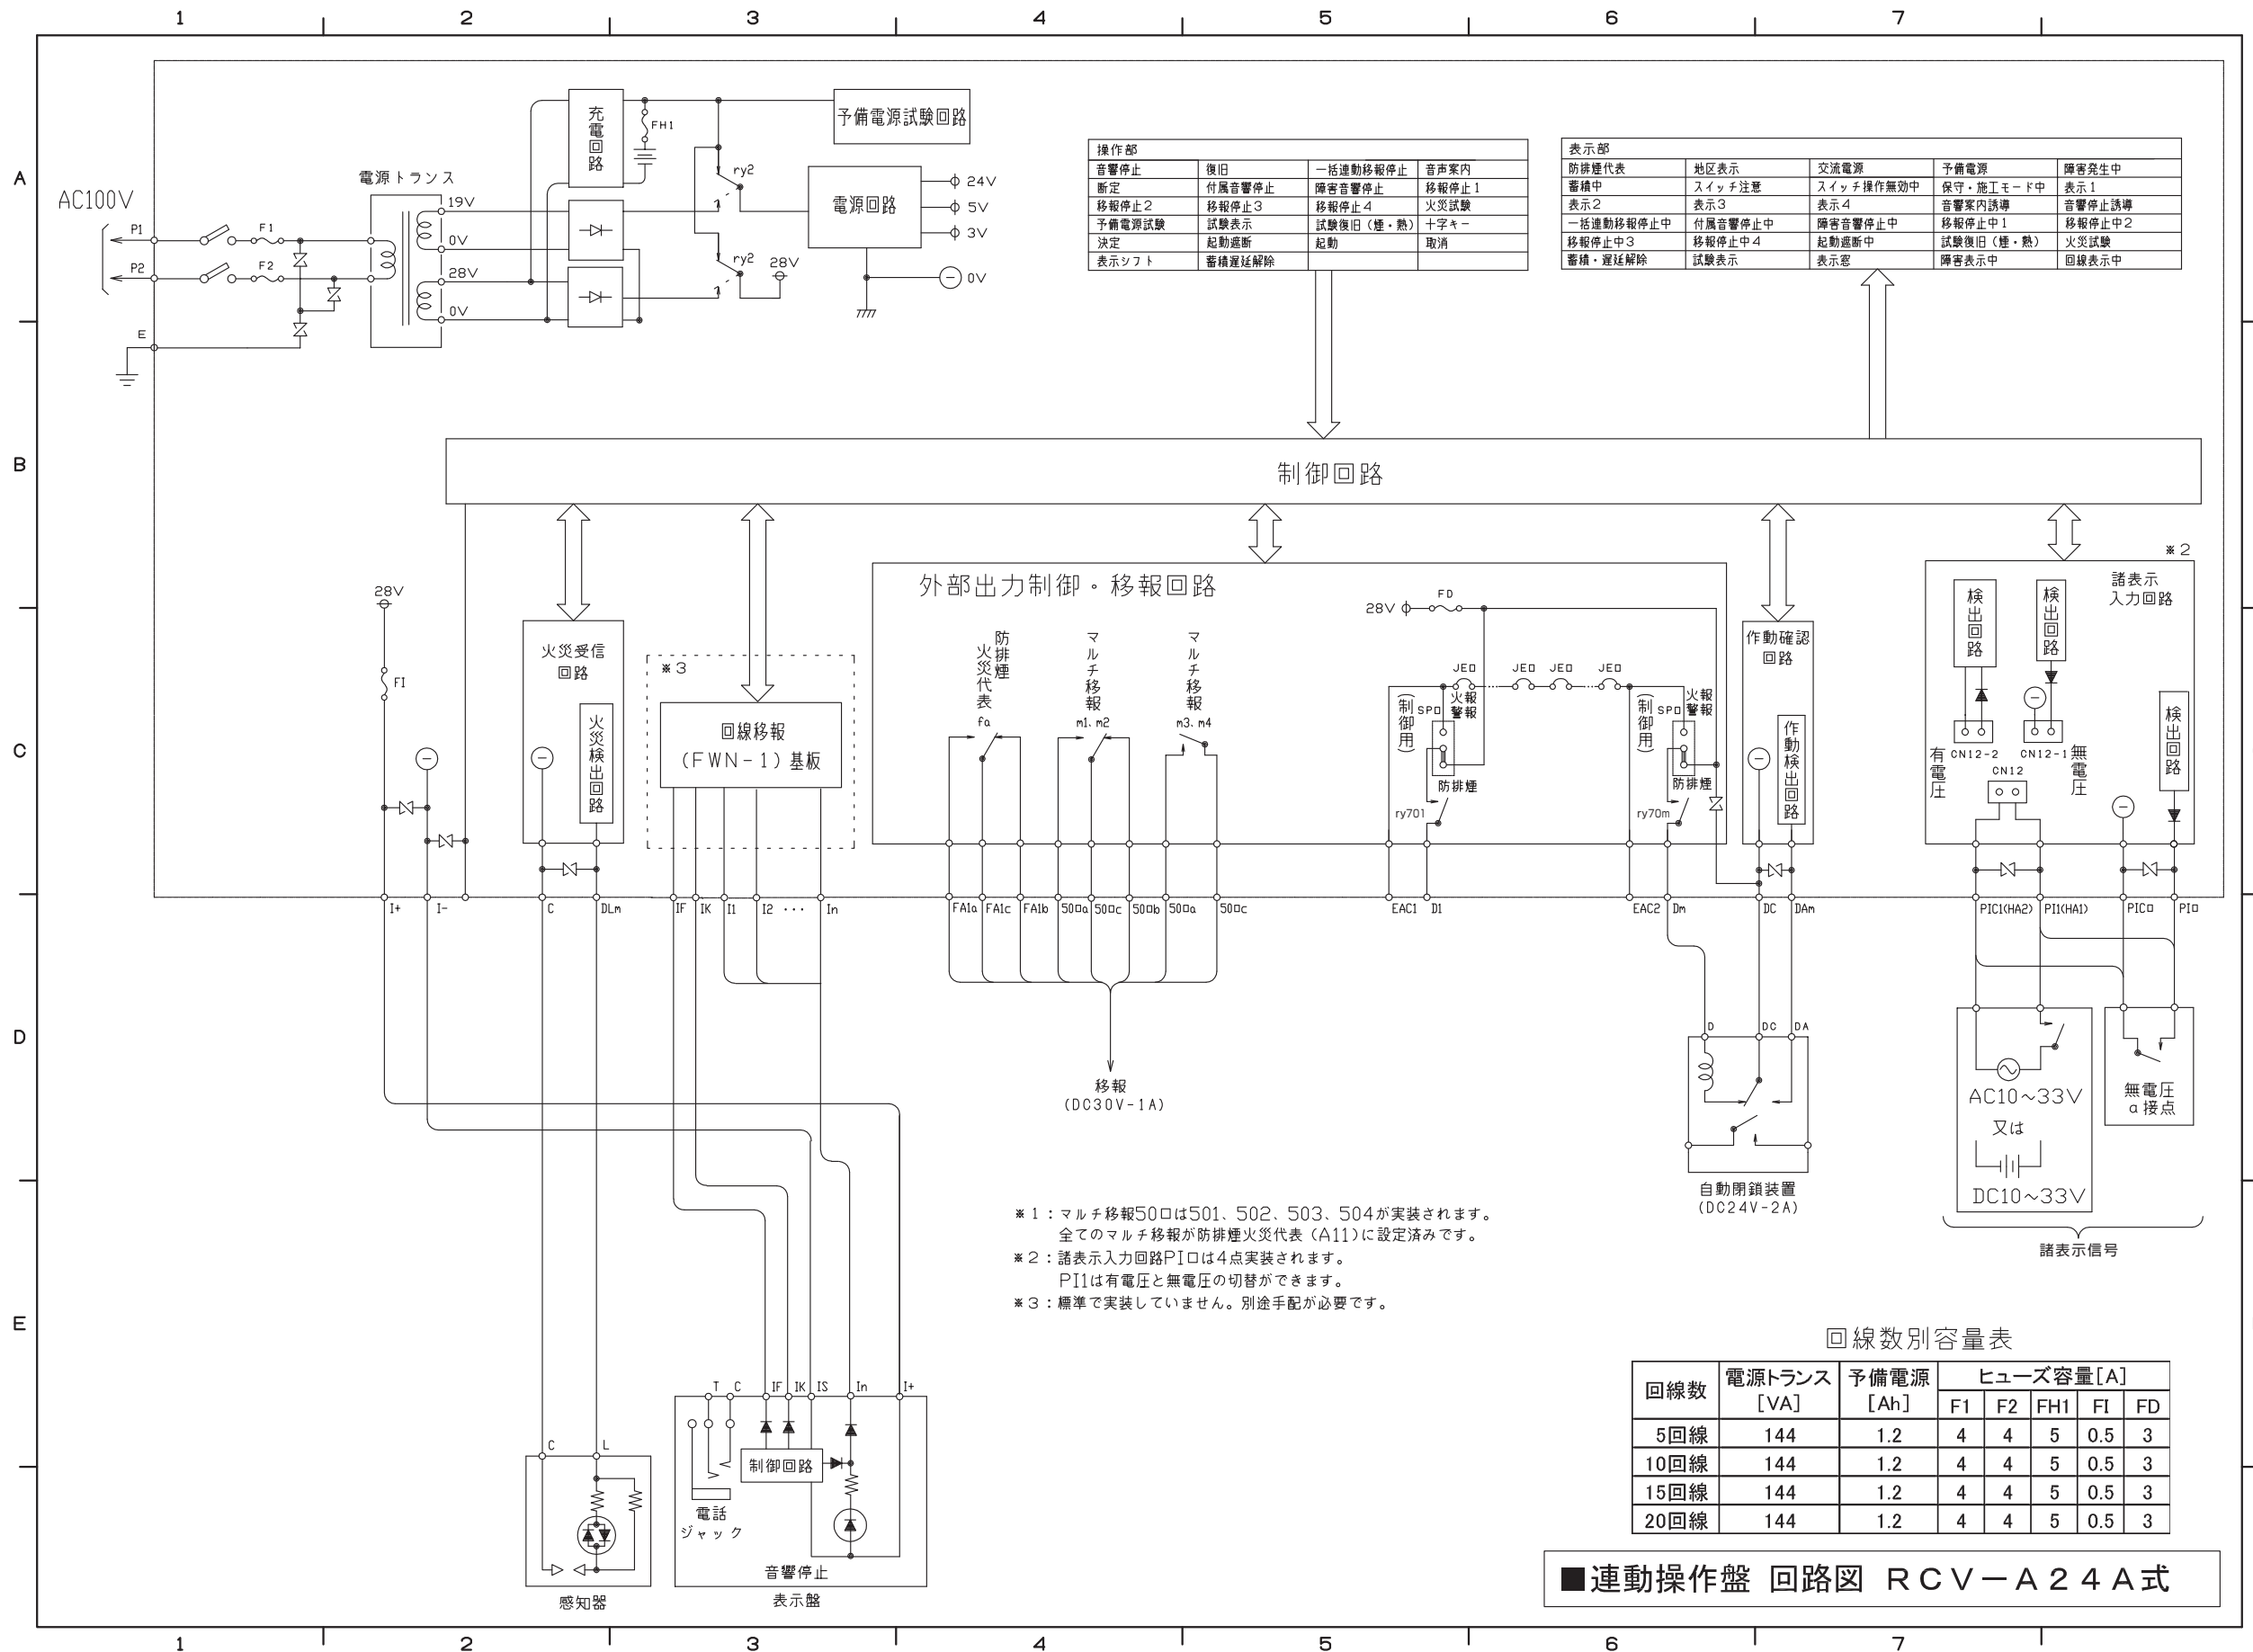 1 2 3 4 5 6 7
A
B
C
D
E
AC100V
P1
P2
E
F1
F2
電源トランス
19V
0V
28V
0V
充電回路
FH1
予備電源試験回路
ry2
ry2
28V
電源回路
24V
5V
3V
0V
操作部
音響停止 復旧 一括連動移報停止 音声案内
断定 付属音響停止 障害音響停止 移報停止1
移報停止2 移報停止3 移報停止4 火災試験
予備電源試験 試験表示 試験復旧(煙・熱) 十字キー
決定 起動遮断 起動 取消
表示シフト 蓄積遅延解除
表示部
防排煙代表 地区表示 交流電源 予備電源 障害発生中
蓄積中 スイッチ注意 スイッチ操作無効中 保守・施工モード中 表示1
表示2 表示3 表示4 音響案内誘導 音響停止誘導
一括連動移報停止中 付属音響停止中 障害音響停止中 移報停止中1 移報停止中2
移報停止中3 移報停止中4 起動遮断中 試験復旧(煙・熱) 火災試験
蓄積・遅延解除 試験表示 表示窓 障害表示中 回線表示中
制御回路
28V
FI
火災受信
回路
火災検出回路
※3
回線移報
(FWN-1)基板
外部出力制御・移報回路
防排煙
火災代表
fa
マルチ移報
m1、m2
マルチ移報
m3、m4
28V
FD
JE□ JE□ JE□ JE□
(制御用)
SP□
火報
警報
防排煙
ry701
(制御用)
SP□
火報
警報
防排煙
ry70m
作動確認
回路
作動検出回路
※2
諸表示
入力回路
検出回路
検出回路
検出回路
有電圧
CN12-2
CN12-1
無電圧
CN12
I+ I- C DLm IF IK I1 I2 ・・・ In FA1a FA1c FA1b 50□a 50□c 50□b 50□a 50□c EAC1 D1 EAC2 Dm DC DAm PIC1(HA2) PI1(HA1) PIC□ PI□
移報
(DC30V-1A)
D DC DA
自動閉鎖装置
(DC24V-2A)
AC10~33V
又は
DC10~33V
無電圧
a接点
諸表示信号
※1:マルチ移報50□は501、502、503、504が実装されます。
全てのマルチ移報が防排煙火災代表(A11)に設定済みです。
※2:諸表示入力回路PI□は4点実装されます。
PI1は有電圧と無電圧の切替ができます。
※3:標準で実装していません。別途手配が必要です。
C L
感知器
T C IF IK IS In I+
制御回路
電話
ジャック
音響停止
表示盤
回線数別容量表
回線数 電源トランス[VA] 予備電源[Ah] ヒューズ容量[A]
F1 F2 FH1 FI FD
5回線 144 1.2 4 4 5 0.5 3
10回線 144 1.2 4 4 5 0.5 3
15回線 144 1.2 4 4 5 0.5 3
20回線 144 1.2 4 4 5 0.5 3
■連動操作盤 回路図 RCV-A24A式
1 2 3 4 5 6 7